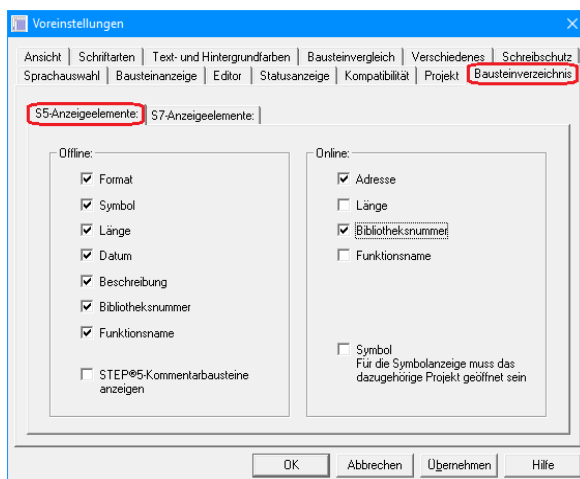 Voreinstellungen
Ansicht Schriftarten Text- und Hintergrundfarben Bausteinvergleich Verschiedenes Schreibschutz
Sprachauswahl Bausteinanzeige Editor Statusanzeige Kompatibilität Projekt Bausteinverzeichnis
S5-Anzeigeelemente: S7-Anzeigeelemente:
Offline:
Format
Symbol
Länge
Datum
Beschreibung
Bibliotheksnummer
Funktionsname
STEP®5-Kommentarbausteine
anzeigen
Online:
Adresse
Länge
Bibliotheksnummer
Funktionsname
Symbol
Für die Symbolanzeige muss das
dazugehörige Projekt geöffnet sein
OK Abbrechen Übernehmen Hilfe